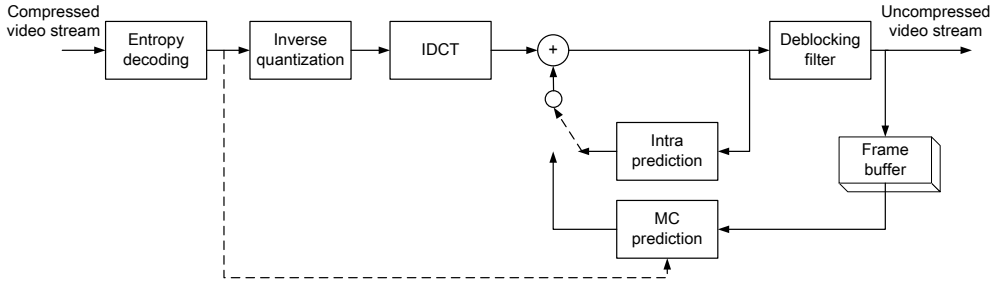 Compressed
video stream
Entropy
decoding
Inverse
quantization
IDCT
+
Deblocking
filter
Uncompressed
video stream
Intra
prediction
Frame
buffer
MC
prediction